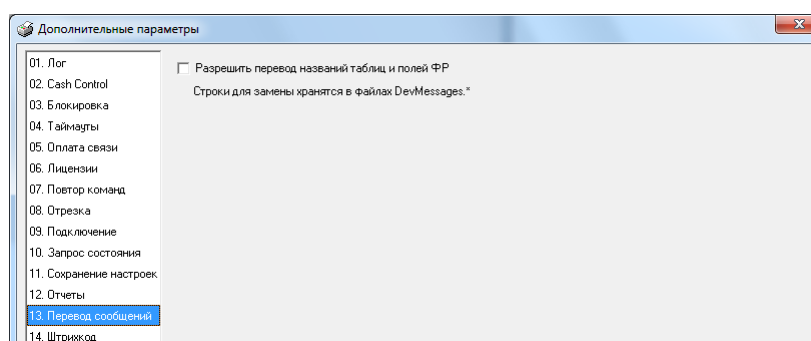 Дополнительные параметры
01. Лог
02. Cash Control
03. Блокировка
04. Таймауты
05. Оплата связи
06. Лицензии
07. Повтор команд
08. Отрезка
09. Подключение
10. Запрос состояния
11. Сохранение настроек
12. Отчеты
13. Перевод сообщений
14. Штрихкод
Разрешить перевод названий таблиц и полей ФР
Строки для замены хранятся в файлах DevMessages.*